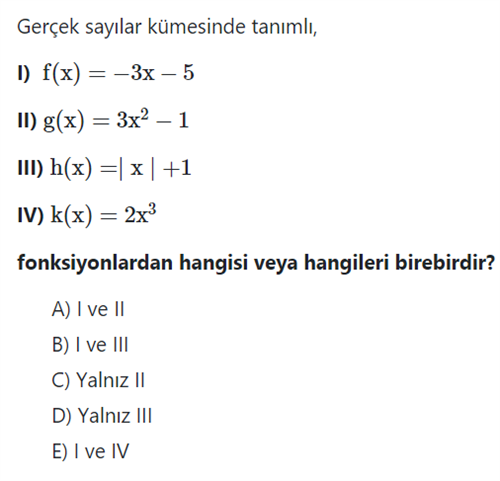 Gerçek sayılar kümesinde tanımlı,
I) f(x) = −3x − 5
II) g(x) = 3x² − 1
III) h(x) =| x | +1
IV) k(x) = 2x³
fonksiyonlardan hangisi veya hangileri birebirdir?
A) I ve II
B) I ve III
C) Yalnız II
D) Yalnız III
E) I ve IV